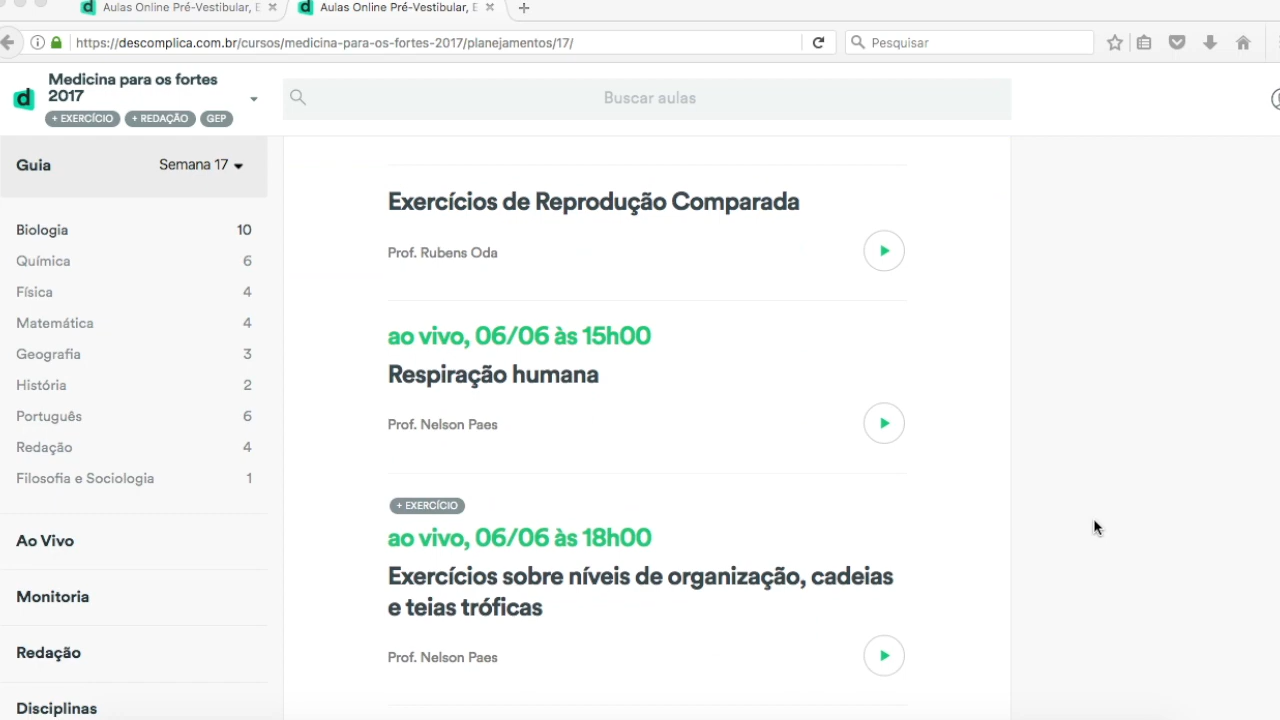 Aulas Online Pré-Vestibular, E
Aulas Online Pré-Vestibular, E
https://descomplica.com.br/cursos/medicina-para-os-fortes-2017/planejamentos/17/
Pesquisar
d
Medicina para os fortes
2017
+ EXERCÍCIO
+ REDAÇÃO
GEP
Buscar aulas
Guia
Semana 17
Biologia 10
Química 6
Física 4
Matemática 4
Geografia 3
História 2
Português 6
Redação 4
Filosofia e Sociologia 1
Ao Vivo
Monitoria
Redação
Disciplinas
Exercícios de Reprodução Comparada
Prof. Rubens Oda
ao vivo, 06/06 às 15h00
Respiração humana
Prof. Nelson Paes
+ EXERCÍCIO
ao vivo, 06/06 às 18h00
Exercícios sobre níveis de organização, cadeias
e teias tróficas
Prof. Nelson Paes